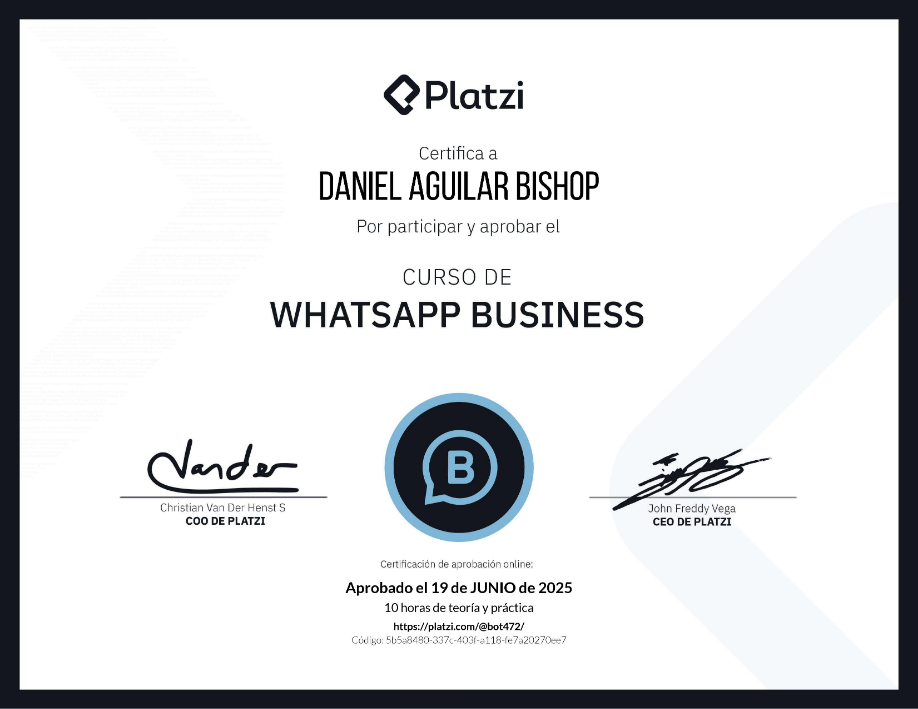 Platzi
Certifica a
DANIEL AGUILAR BISHOP
Por participar y aprobar el
CURSO DE
WHATSAPP BUSINESS
B
Vander
Christian Van Der Henst S
COO DE PLATZI
John Freddy Vega
CEO DE PLATZI
Certificación de aprobación online:
Aprobado el 19 de JUNIO de 2025
10 horas de teoría y práctica
https://platzi.com/@bot472/
Código: 5b5a8480-337c-403f-a118-fe7a20270ee7